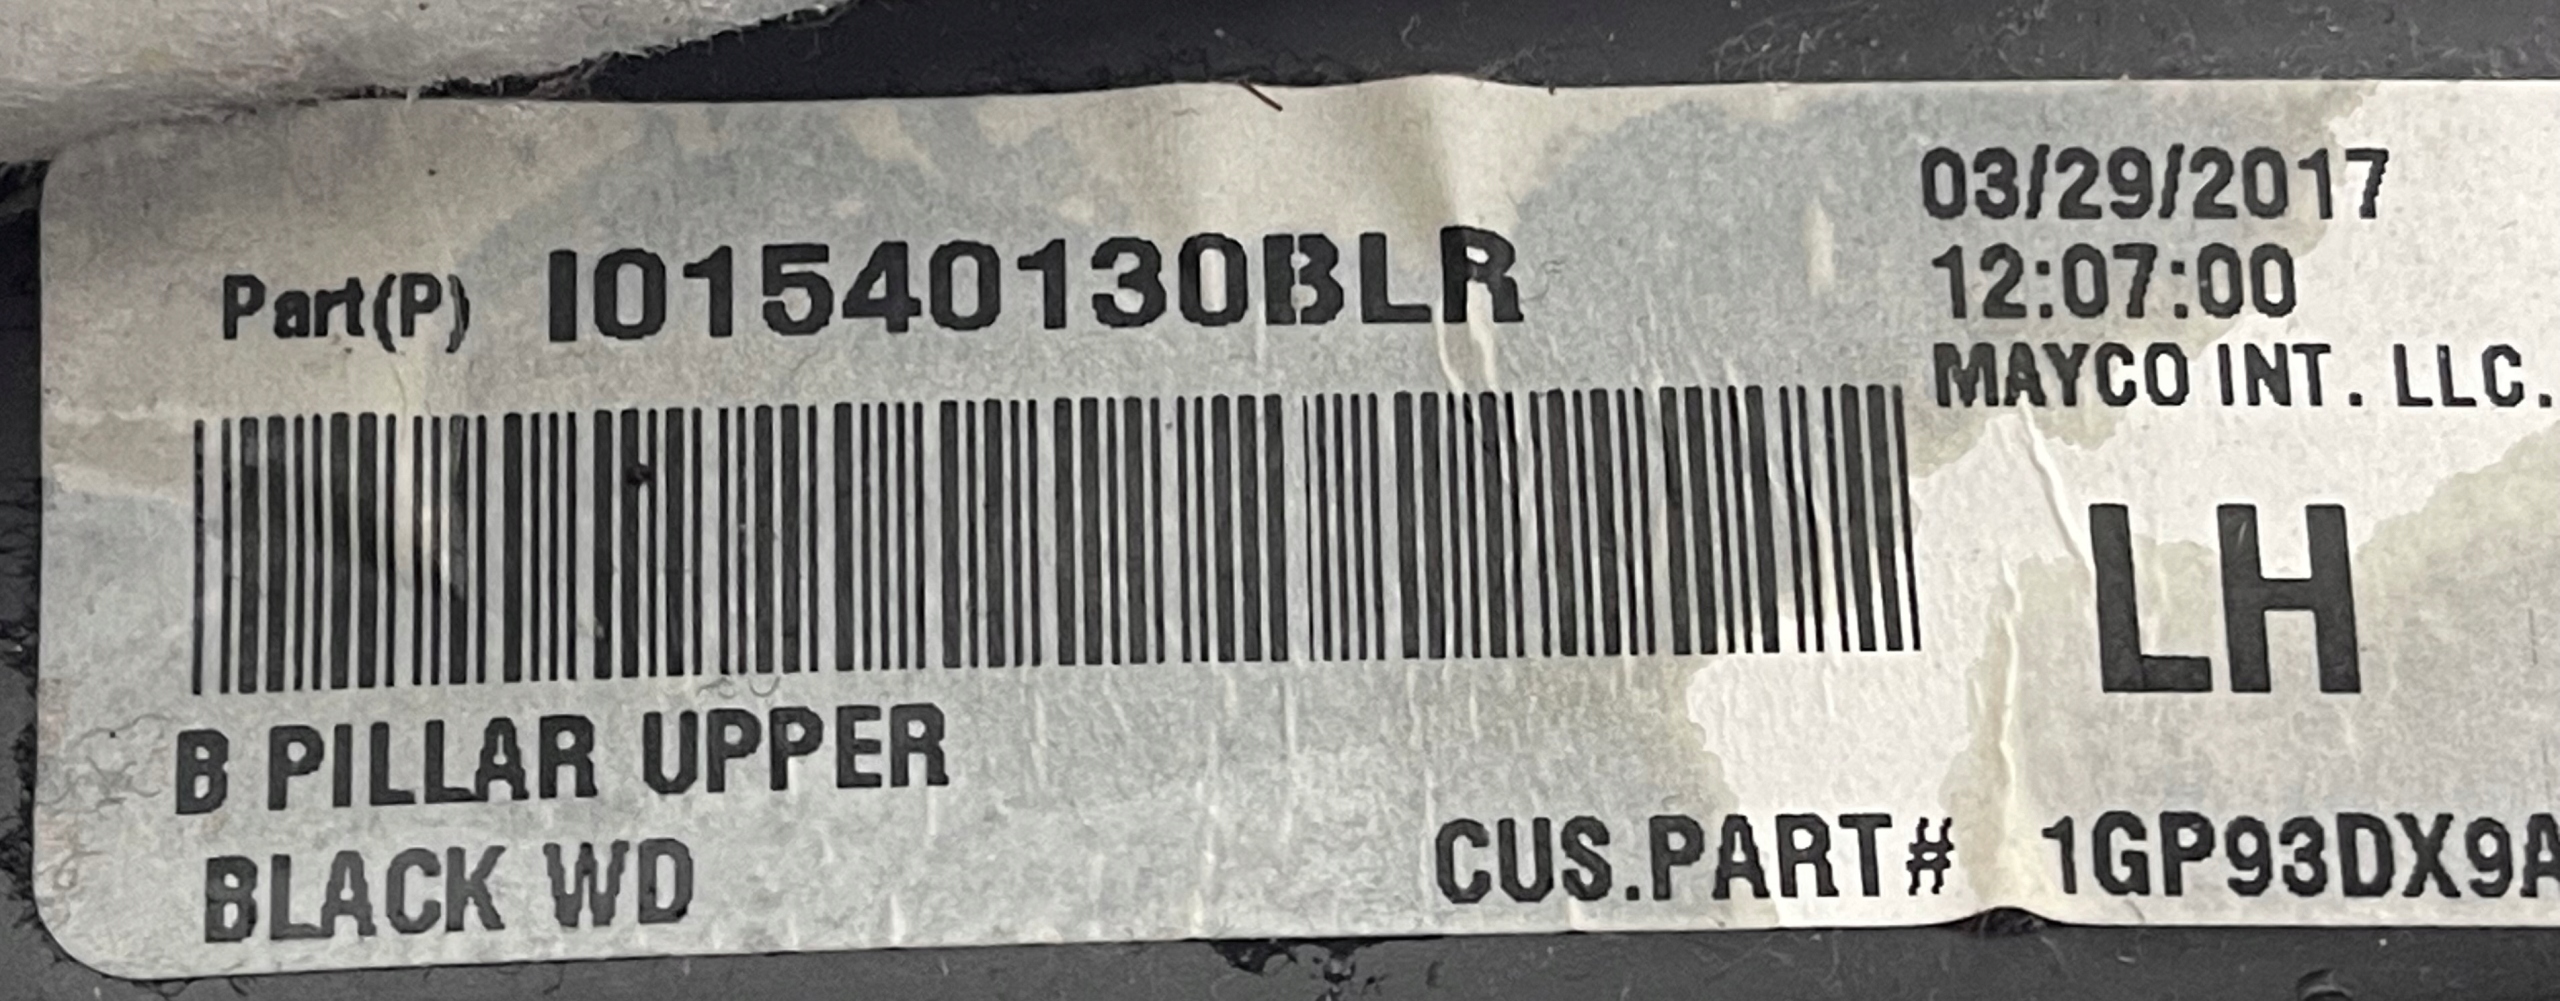 Part(P) I01540130BLR
03/29/2017
12:07:00
MAYCO INT. LLC.
LH
B PILLAR UPPER
BLACK WD
CUS.PART# 1GP93DX9A